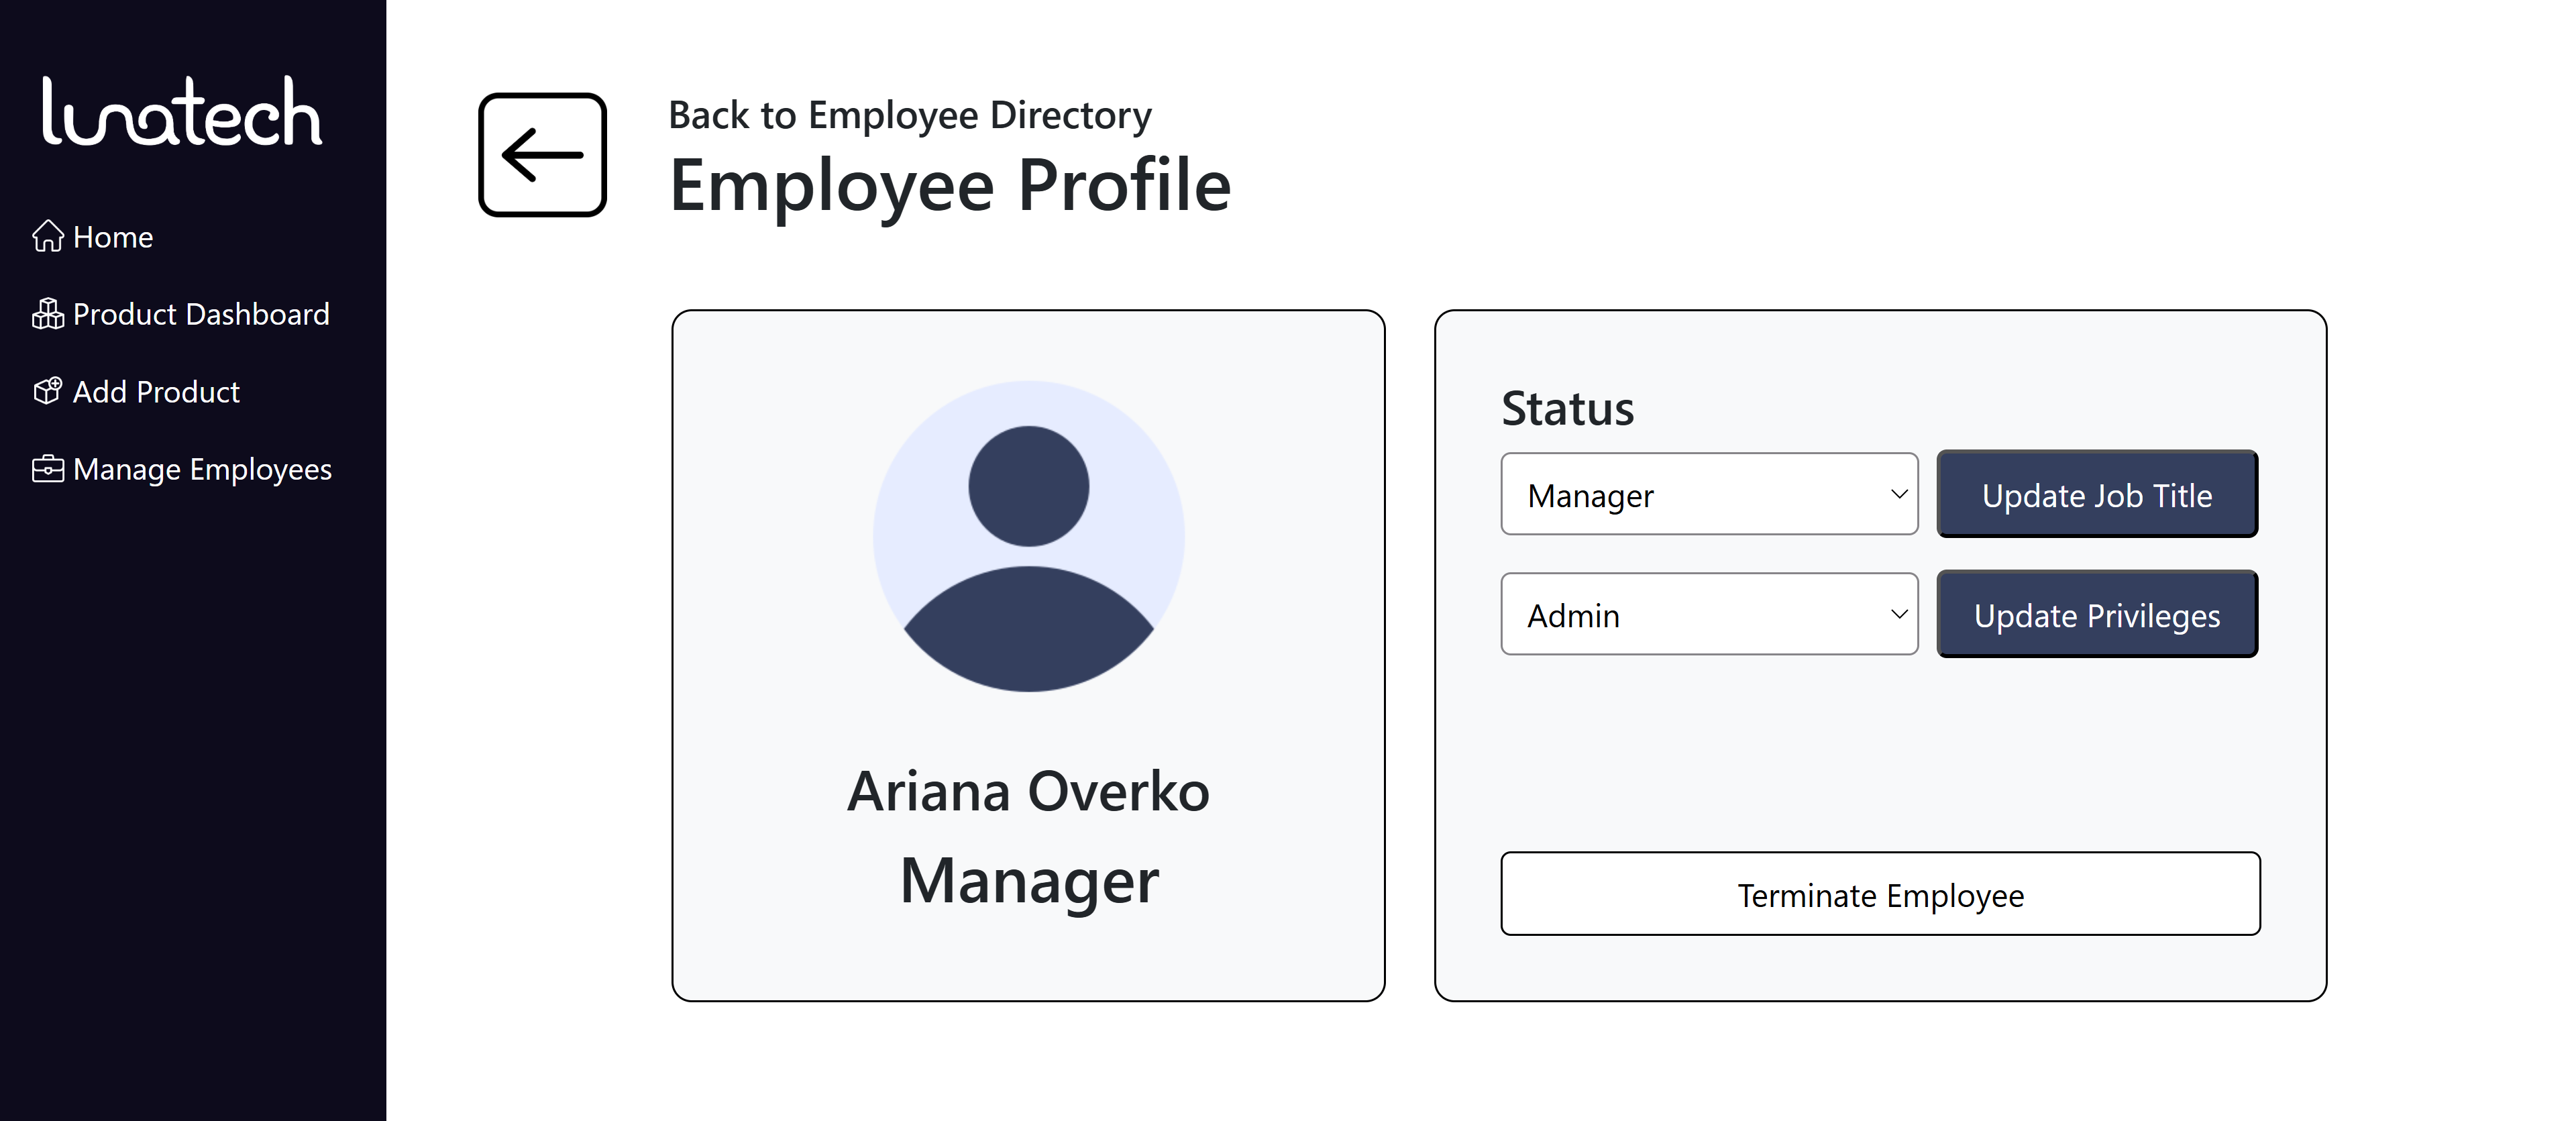 lunatech
Home
Product Dashboard
Add Product
Manage Employees
Back to Employee Directory
Employee Profile
Ariana Overko
Manager
Status
Manager
Update Job Title
Admin
Update Privileges
Terminate Employee